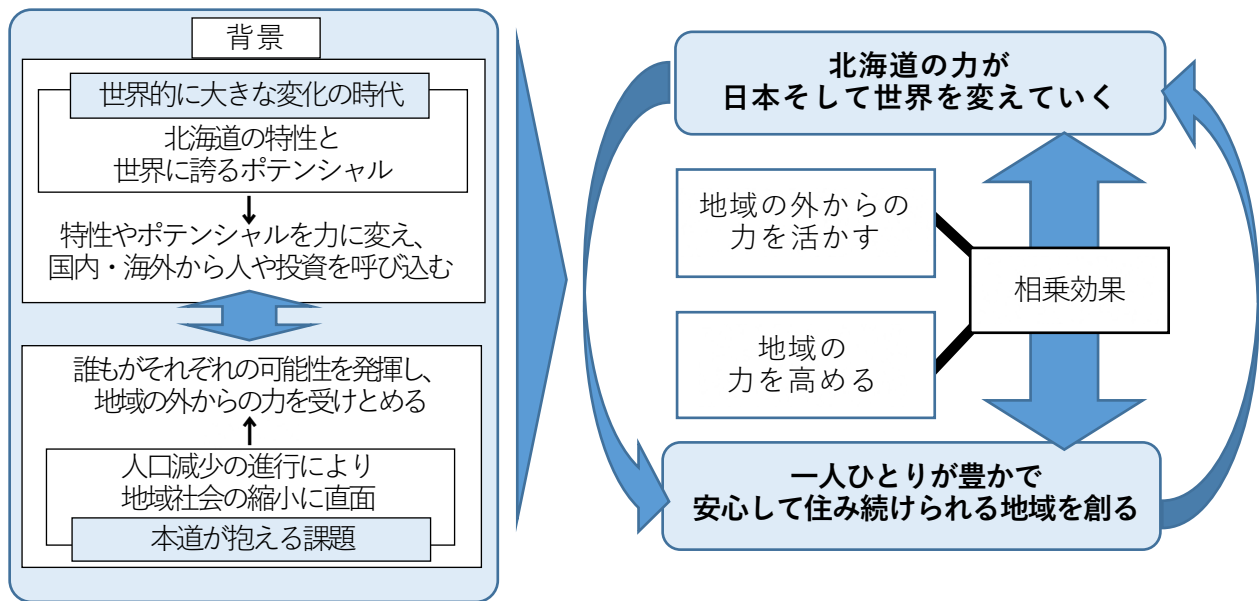 背景
世界的に大きな変化の時代
北海道の特性と
世界に誇るポテンシャル
特性やポテンシャルを力に変え、
国内・海外から人や投資を呼び込む
誰もがそれぞれの可能性を発揮し、
地域の外からの力を受けとめる
人口減少の進行により
地域社会の縮小に直面
本道が抱える課題
北海道の力が
日本そして世界を変えていく
地域の外からの
力を活かす
相乗効果
地域の
力を高める
一人ひとりが豊かで
安心して住み続けられる地域を創る